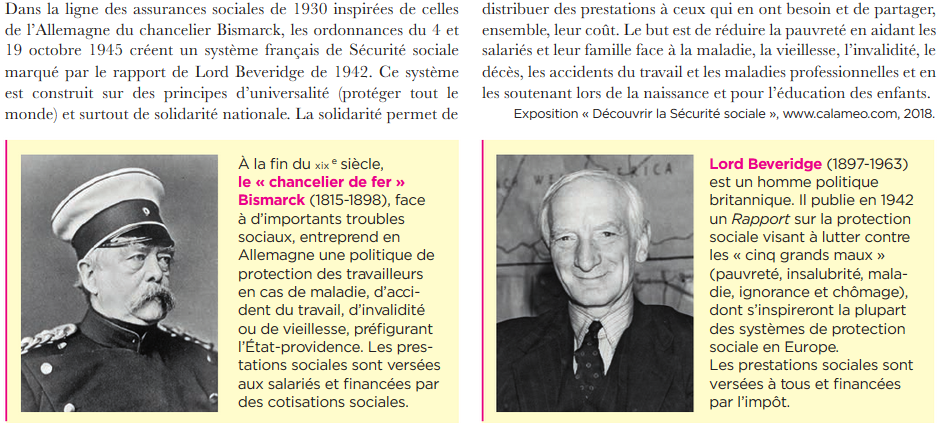 Dans la ligne des assurances sociales de 1930 inspirées de celles
de l'Allemagne du chancelier Bismarck, les ordonnances du 4 et
19 octobre 1945 créent un système français de Sécurité sociale
marqué par le rapport de Lord Beveridge de 1942. Ce système
est construit sur des principes d'universalité (protéger tout le
monde) et surtout de solidarité nationale. La solidarité permet de
distribuer des prestations à ceux qui en ont besoin et de partager,
ensemble, leur coût. Le but est de réduire la pauvreté en aidant les
salariés et leur famille face à la maladie, la vieillesse, l'invalidité, le
décès, les accidents du travail et les maladies professionnelles et en
les soutenant lors de la naissance et pour l'éducation des enfants.
Exposition « Découvrir la Sécurité sociale », www.calameo.com, 2018.
À la fin du XIXe siècle,
le « chancelier de fer »
Bismarck (1815-1898), face
à d'importants troubles
sociaux, entreprend en
Allemagne une politique de
protection des travailleurs
en cas de maladie, d'acci-
dent du travail, d'invalidité
ou de vieillesse, préfigurant
l'État-providence. Les pres-
tations sociales sont versées
aux salariés et financées par
des cotisations sociales.
Lord Beveridge (1897-1963)
est un homme politique
britannique. Il publie en 1942
un Rapport sur la protection
sociale visant à lutter contre
les « cinq grands maux »
(pauvreté, insalubrité, mala-
die, ignorance et chômage),
dont s'inspireront la plupart
des systèmes de protection
sociale en Europe.
Les prestations sociales sont
versées à tous et financées
par l'impôt.